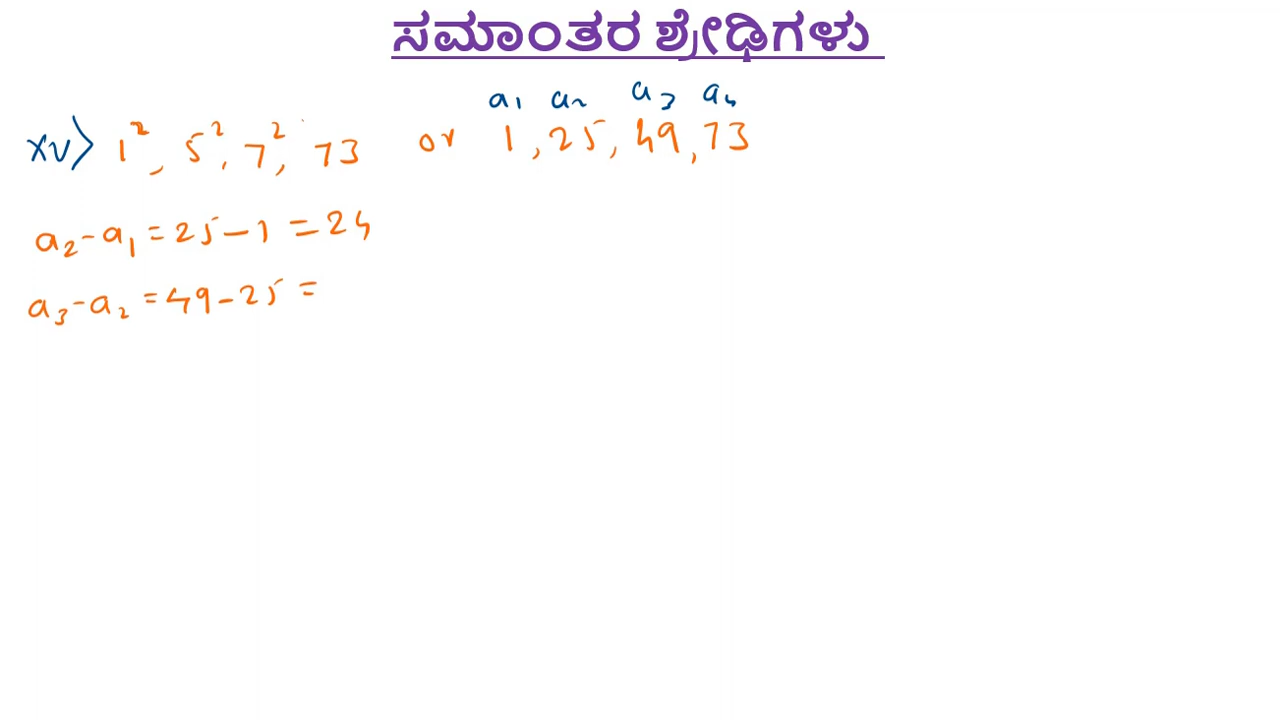 ಸಮಾಂತರ ಶ್ರೇಢಿಗಳು
a₁ a₂ a₃ a₄
xv) 1², 5², 7², 73 or 1, 25, 49, 73
a₂-a₁ = 25-1 = 24
a₃-a₂ = 49-25 =